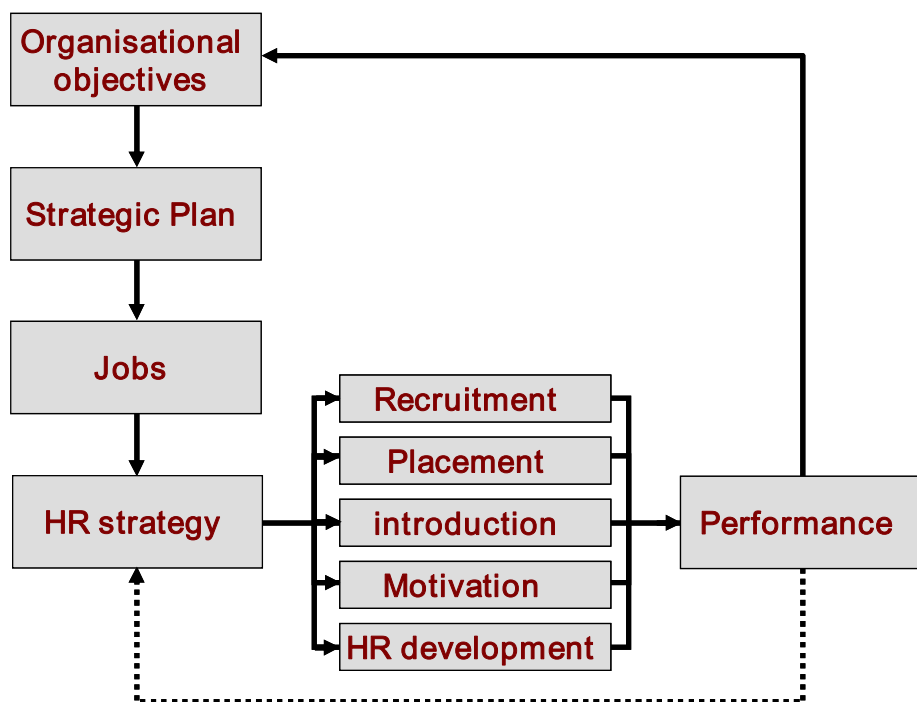 Organisational
objectives
Strategic Plan
Jobs
HR strategy
Recruitment
Placement
introduction
Motivation
HR development
Performance